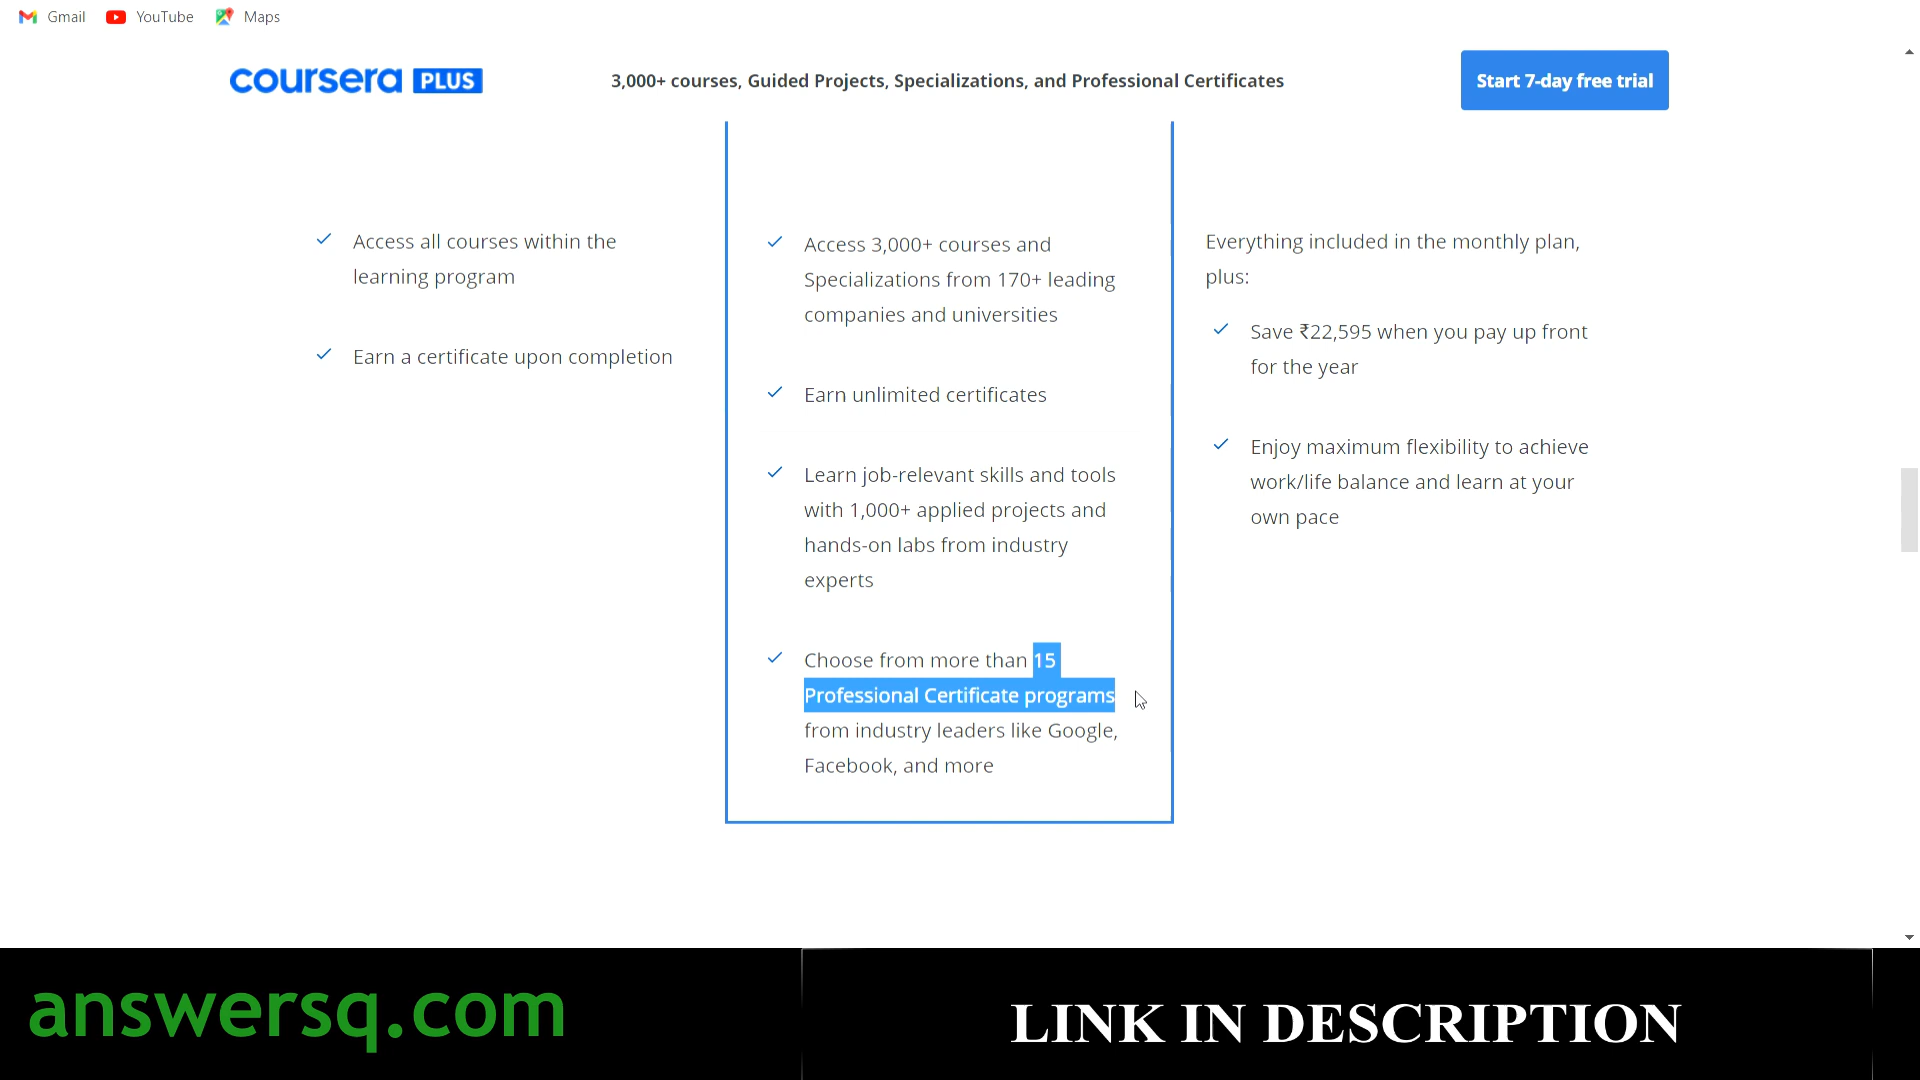 Gmail YouTube Maps
coursera PLUS
3,000+ courses, Guided Projects, Specializations, and Professional Certificates
Start 7-day free trial
Access all courses within the
learning program
Earn a certificate upon completion
Access 3,000+ courses and
Specializations from 170+ leading
companies and universities
Earn unlimited certificates
Learn job-relevant skills and tools
with 1,000+ applied projects and
hands-on labs from industry
experts
Choose from more than 15
Professional Certificate programs
from industry leaders like Google,
Facebook, and more
Everything included in the monthly plan,
plus:
Save ₹22,595 when you pay up front
for the year
Enjoy maximum flexibility to achieve
work/life balance and learn at your
own pace
answersq.com
LINK IN DESCRIPTION